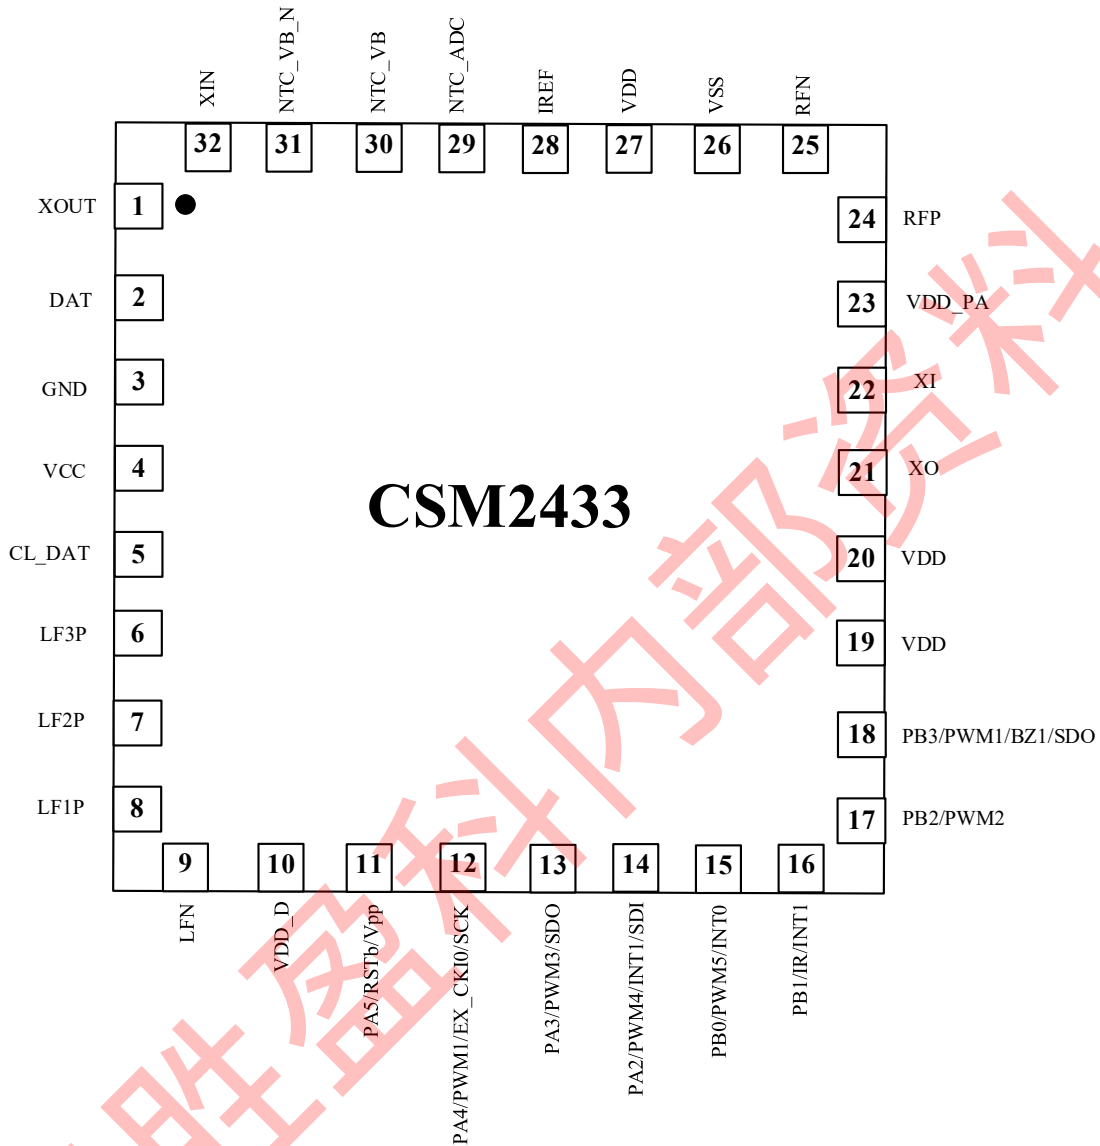 XIN
NTC_VB_N
NTC_VB
NTC_ADC
IREF
VDD
VSS
RFN
32
31
30
29
28
27
26
25
XOUT 1
DAT 2
GND 3
VCC 4
CL_DAT 5
LF3P 6
LF2P 7
LF1P 8
CSM2433
24 RFP
23 VDD_PA
22 XI
21 XO
20 VDD
19 VDD
18 PB3/PWM1/BZ1/SDO
17 PB2/PWM2
9
10
11
12
13
14
15
16
LFN
VDD_D
PA5/RSTb/Vpp
PA4/PWM1/EX_CKI0/SCK
PA3/PWM3/SDO
PA2/PWM4/INT1/SDI
PB0/PWM5/INT0
PB1/IR/INT1
胜盈科内部资料